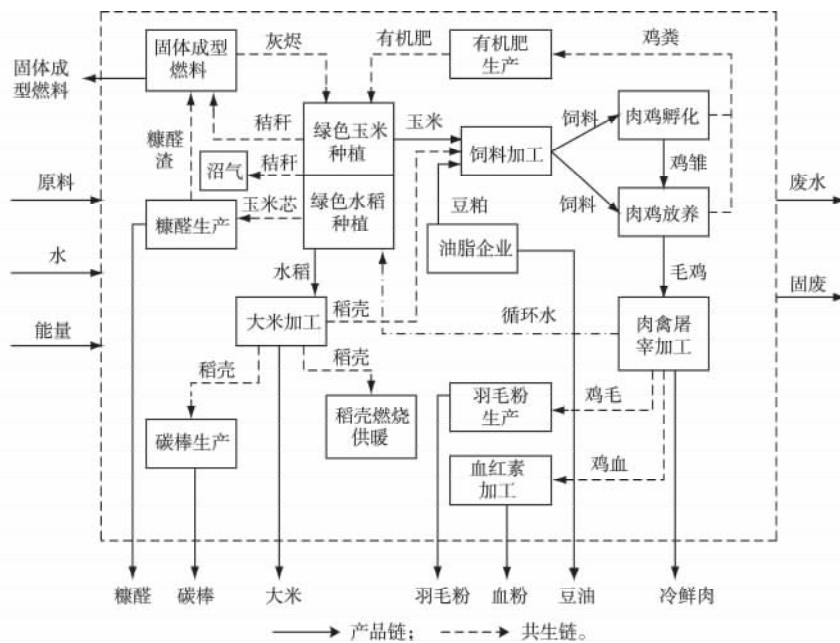 固体成型
燃料
固体成型
燃料
灰烬
有机肥
有机肥
生产
鸡粪
秸秆
绿色玉米
种植
玉米
饲料加工
饲料
肉鸡孵化
糠醛
渣
沼气
秸秆
鸡雏
原料
玉米芯
绿色水稻
种植
豆粕
饲料
肉鸡放养
废水
糠醛生产
油脂企业
水
水稻
毛鸡
固废
能量
大米加工
稻壳
循环水
肉禽屠
宰加工
稻壳
稻壳
碳棒生产
稻壳燃烧
供暖
羽毛粉
生产
鸡毛
血红素
加工
鸡血
糠醛
碳棒
大米
羽毛粉
血粉
豆油
冷鲜肉
产品链；
共生链。